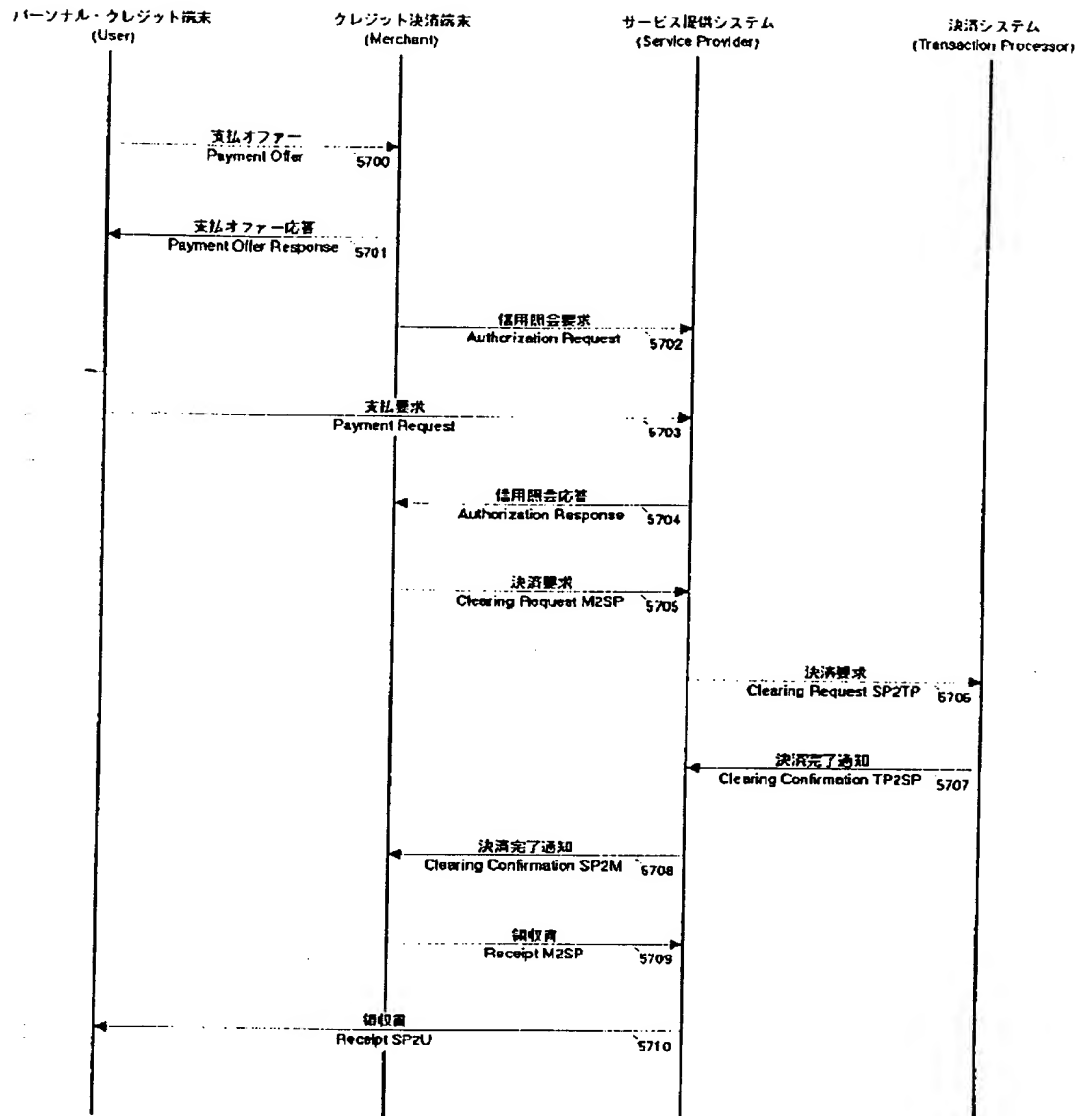 パーソナル・クレジット端末
(User)
クレジット決済端末
(Merchant)
サービス提供システム
(Service Provider)
決済システム
(Transaction Processor)
支払オファー
Payment Offer
5700
支払オファー応答
Payment Offer Response
5701
信用照会要求
Authorization Request
5702
支払要求
Payment Request
5703
信用照会応答
Authorization Response
5704
決済要求
Clearing Request M2SP
5705
決済要求
Clearing Request SP2TP
5706
決済完了通知
Clearing Confirmation TP2SP
5707
決済完了通知
Clearing Confirmation SP2M
5708
領収書
Receipt M2SP
5709
領収書
Receipt SP2U
5710